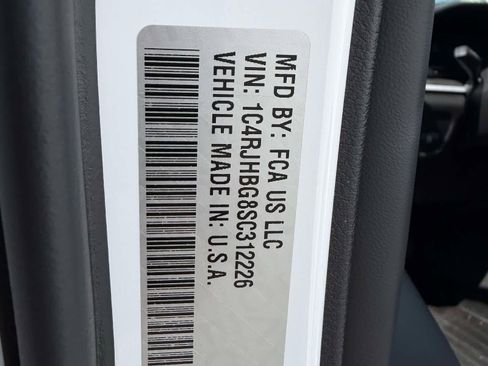 MFD BY: FCA US LLC
VIN: 1C4RJHBG8SC312226
VEHICLE MADE IN: U.S.A.